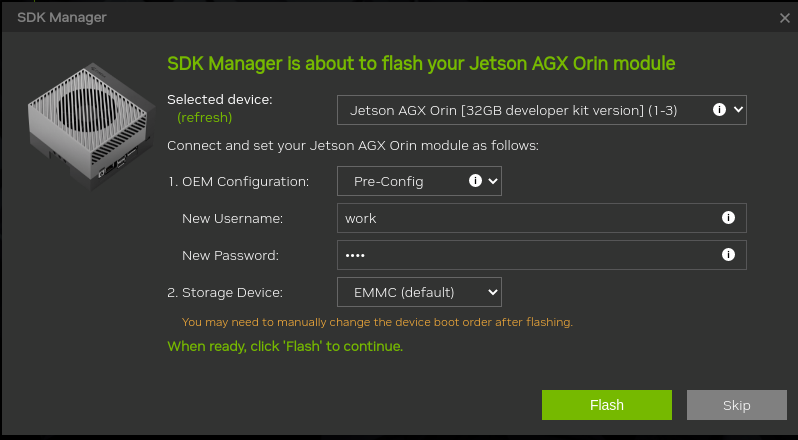 SDK Manager
SDK Manager is about to flash your Jetson AGX Orin module
Selected device:
(refresh)
Jetson AGX Orin [32GB developer kit version] (1-3)
Connect and set your Jetson AGX Orin module as follows:
1. OEM Configuration: Pre-Config
New Username: work
New Password: ••••
2. Storage Device: EMMC (default)
You may need to manually change the device boot order after flashing.
When ready, click 'Flash' to continue.
Flash Skip